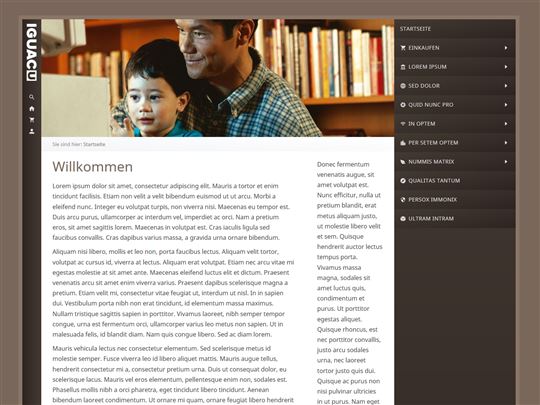 IGUACU
Sie sind hier: Startseite
Willkommen
Lorem ipsum dolor sit amet, consectetur adipiscing elit. Mauris a tortor et enim
tincidunt facilisis. Etiam non velit a velit bibendum euismod ut ut arcu. Morbi a
eleifend nunc. Integer eu volutpat turpis, non viverra nisi. Maecenas eu tempor est.
Duis arcu purus, ullamcorper ac interdum vel, imperdiet ac orci. Nam a pretium
eros, sit amet sagittis lorem. Maecenas in volutpat est. Cras iaculis ligula sed
faucibus convallis. Cras dapibus varius massa, a gravida urna ornare bibendum.
Aliquam nisi libero, mollis et leo non, porta faucibus lectus. Aliquam velit tortor,
volutpat ac cursus id, viverra at lectus. Aliquam erat volutpat. Etiam nec arcu vitae mi
egestas molestie at sit amet ante. Maecenas eleifend luctus elit et dictum. Praesent
venenatis arcu sit amet enim viverra varius. Praesent dapibus scelerisque magna a
pretium. Etiam velit mi, consectetur vitae feugiat ut, interdum ut nisl. In in sapien
dui. Vestibulum porta nibh non erat tincidunt, id elementum massa maximus.
Nullam tristique sagittis sapien in porttitor. Vivamus laoreet, nibh semper tempor
congue, urna est fermentum orci, ullamcorper varius leo metus non sapien. Ut in
malesuada felis, id blandit diam. Nam quis congue libero. Sed ac diam lorem.
Mauris vehicula lectus nec consectetur elementum. Sed scelerisque metus id
molestie semper. Fusce viverra leo id libero aliquet mattis. Mauris augue tellus,
hendrerit consectetur mi a, consectetur pretium urna. Duis ut consequat dolor, eu
scelerisque lacus. Mauris vel eros elementum, pellentesque enim non, sodales est.
Phasellus mollis nibh a orci pharetra, eget tincidunt libero tincidunt. Aenean
bibendum laoreet condimentum. Ut ornare mi quam, ornare feugiat libero hendrerit
Donec fermentum
venenatis augue, sit
amet volutpat est.
Nunc efficitur, nulla ut
pretium blandit, erat
metus aliquam justo,
ut molestie libero velit
et sem. Quisque
hendrerit auctor lectus
tempus porta.
Vivamus massa
magna, sodales sit
amet luctus quis,
condimentum et
purus. Ut porttitor
egestas aliquet.
Quisque rhoncus, est
nec porttitor convallis,
justo arcu sodales
urna, nec laoreet
tortor justo quis dui.
Quisque ac purus non
nisi pulvinar ultricies
in ut purus. Nam eget
STARTSEITE
EINKAUFEN
LOREM IPSUM
SED DOLOR
QUID NUNC PRO
IN OPTEM
PER SETEM OPTEM
NUMMIS MATRIX
QUALITAS TANTUM
PERSOX IMMONIX
ULTRAM INTRAM